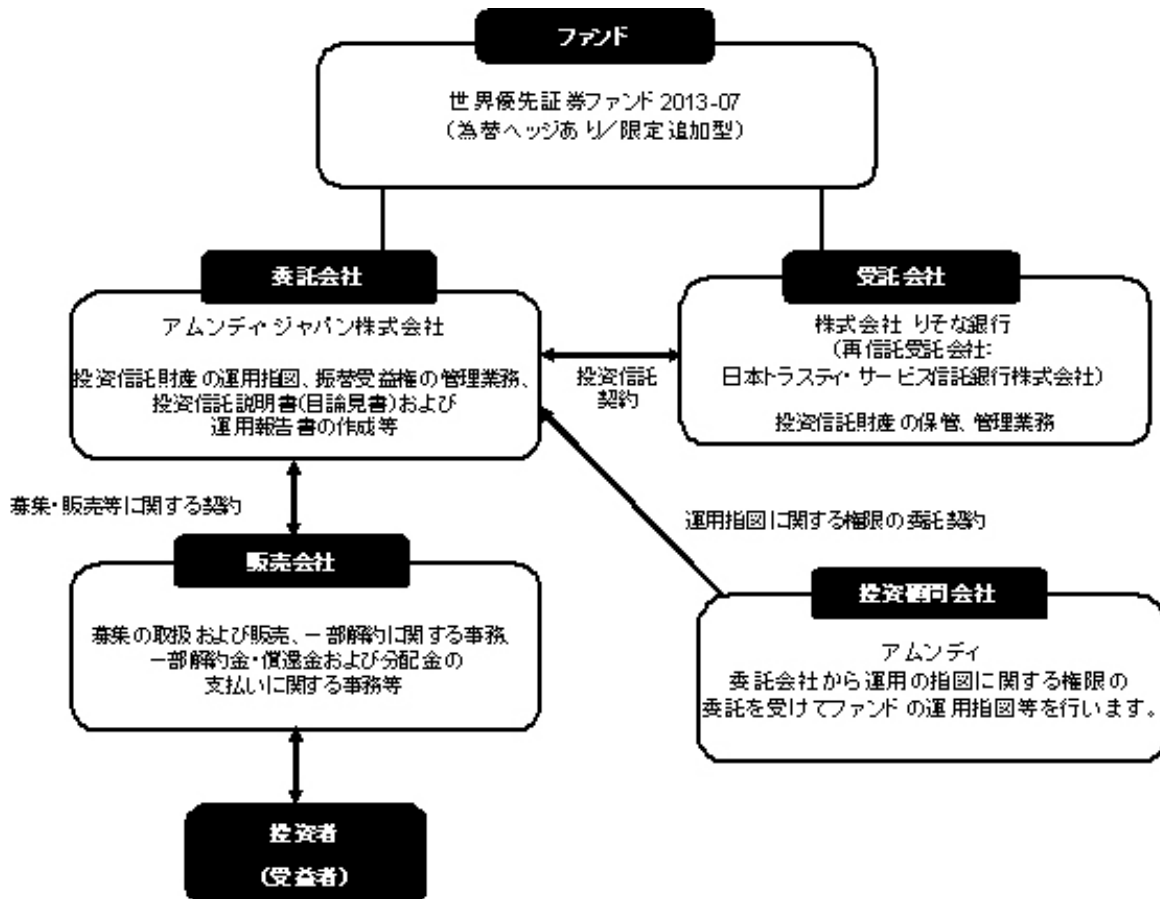 ファンド
世界優先証券ファンド 2013-07
（為替ヘッジあり／限定追加型）
委託会社
アムンディ・ジャパン株式会社
投資信託財産の運用指図、振替受益権の管理業務、
投資信託説明書(目論見書)および
運用報告書の作成等
投資信託
契約
受託会社
株式会社 りそな銀行
(再信託受託会社：
日本トラスティ・サービス信託銀行株式会社)
投資信託財産の保管、管理業務
募集・販売等に関する契約
運用指図に関する権限の委託契約
販売会社
募集の取扱および販売、一部解約に関する事務、
一部解約金・償還金および分配金の
支払いに関する事務等
投資顧問会社
アムンディ
委託会社から運用の指図に関する権限の
委託を受けてファンドの運用指図等を行います。
投資者
(受益者)